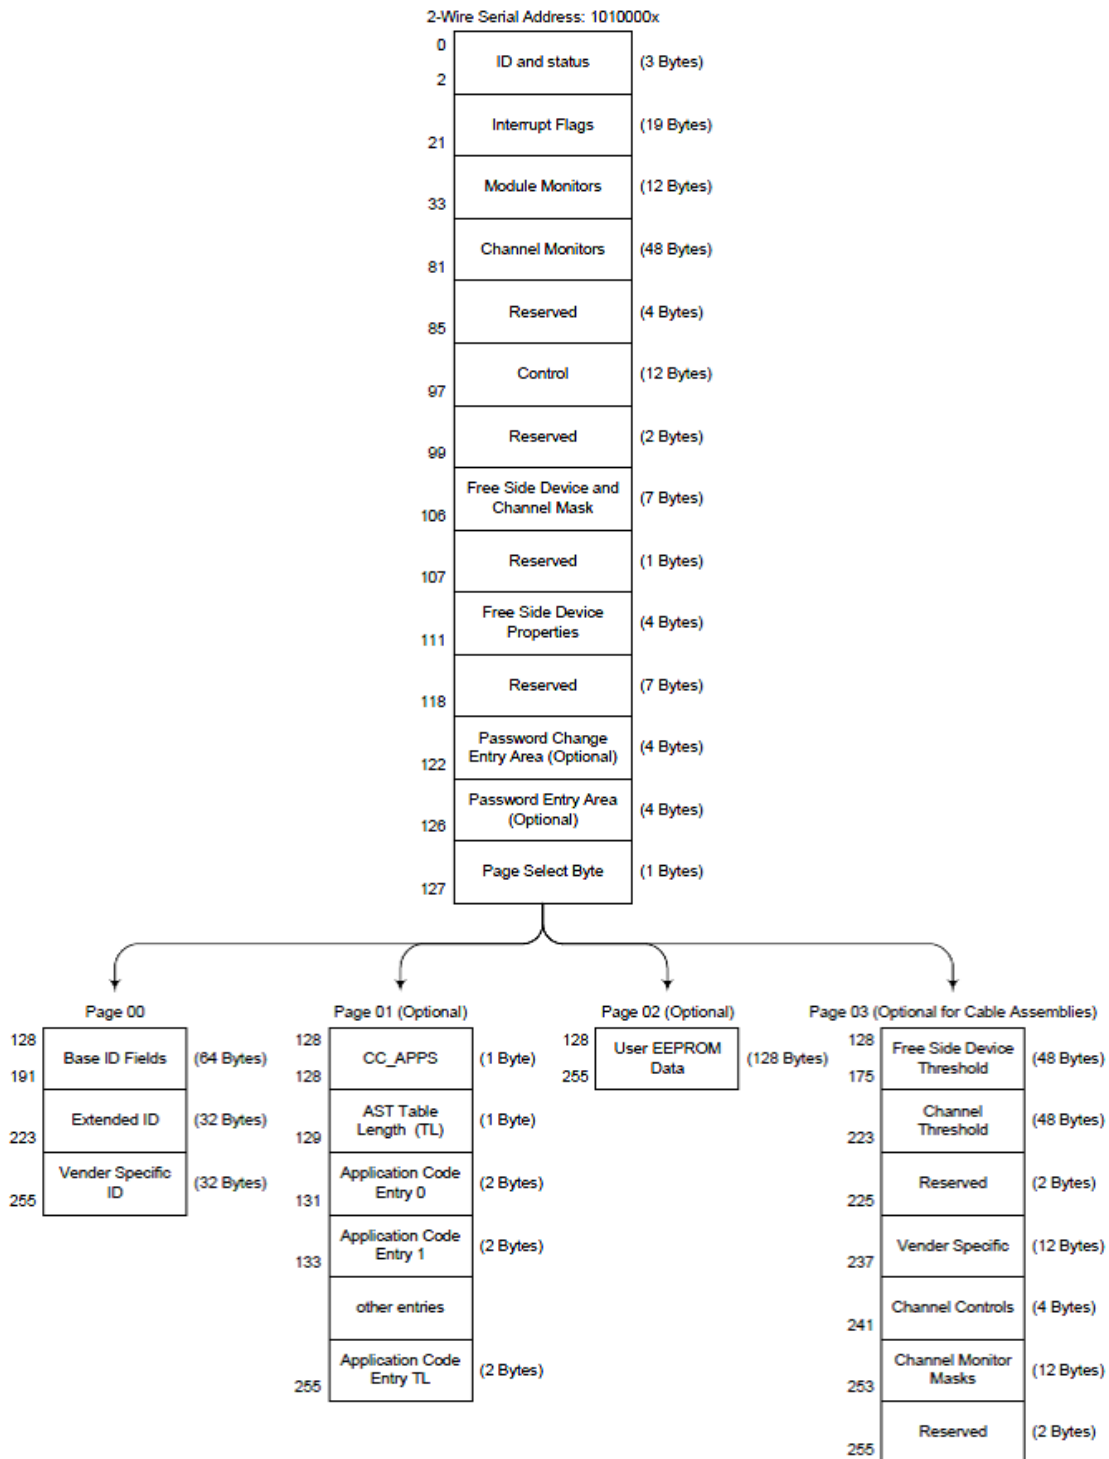 2-Wire Serial Address: 1010000x
0
ID and status
(3 Bytes)
2
Interrupt Flags
(19 Bytes)
21
Module Monitors
(12 Bytes)
33
Channel Monitors
(48 Bytes)
81
Reserved
(4 Bytes)
85
Control
(12 Bytes)
97
Reserved
(2 Bytes)
99
Free Side Device and
Channel Mask
(7 Bytes)
106
Reserved
(1 Bytes)
107
Free Side Device
Properties
(4 Bytes)
111
Reserved
(7 Bytes)
118
Password Change
Entry Area (Optional)
(4 Bytes)
122
Password Entry Area
(Optional)
(4 Bytes)
126
Page Select Byte
(1 Bytes)
127
Page 00
128
Base ID Fields
(64 Bytes)
191
Extended ID
(32 Bytes)
223
Vender Specific
ID
(32 Bytes)
255
Page 01 (Optional)
128
CC_APPS
(1 Byte)
128
AST Table
Length (TL)
(1 Byte)
129
Application Code
Entry 0
(2 Bytes)
131
Application Code
Entry 1
(2 Bytes)
133
other entries
Application Code
Entry TL
(2 Bytes)
255
Page 02 (Optional)
128
User EEPROM
Data
(128 Bytes)
255
Page 03 (Optional for Cable Assemblies)
128
Free Side Device
Threshold
(48 Bytes)
175
Channel
Threshold
(48 Bytes)
223
Reserved
(2 Bytes)
225
Vender Specific
(12 Bytes)
237
Channel Controls
(4 Bytes)
241
Channel Monitor
Masks
(12 Bytes)
253
Reserved
(2 Bytes)
255